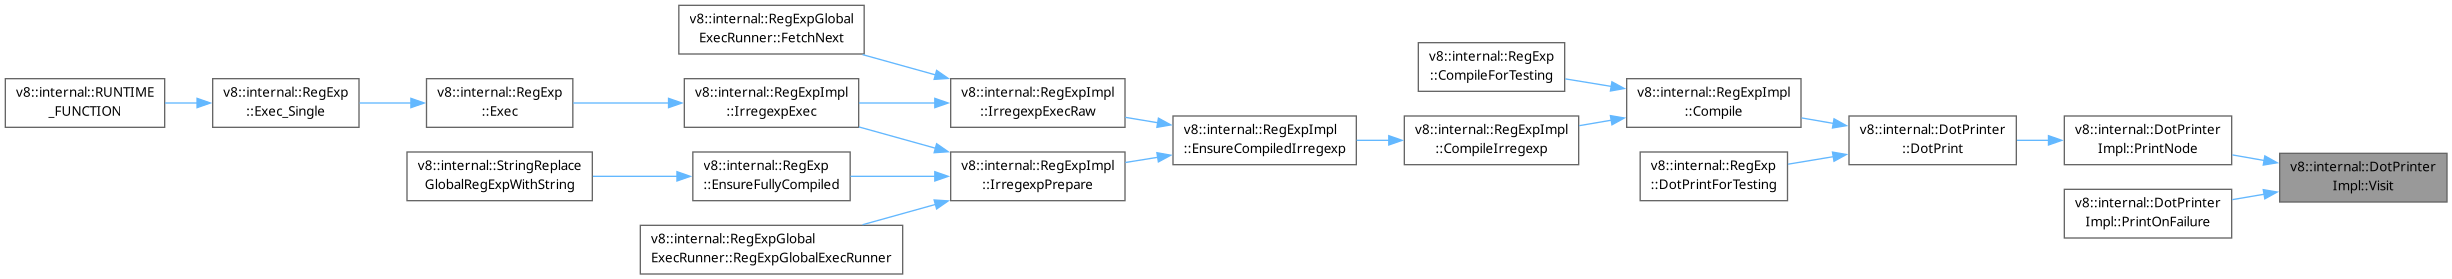 v8::internal::RegExpGlobal
ExecRunner::FetchNext
v8::internal::RUNTIME
_FUNCTION
v8::internal::RegExp
::Exec_Single
v8::internal::RegExp
::Exec
v8::internal::RegExpImpl
::IrregexpExec
v8::internal::RegExpImpl
::IrregexpExecRaw
v8::internal::StringReplace
GlobalRegExpWithString
v8::internal::RegExp
::EnsureFullyCompiled
v8::internal::RegExpImpl
::IrregexpPrepare
v8::internal::RegExpGlobal
ExecRunner::RegExpGlobalExecRunner
v8::internal::RegExpImpl
::EnsureCompiledIrregexp
v8::internal::RegExp
::CompileForTesting
v8::internal::RegExpImpl
::CompileIrregexp
v8::internal::RegExpImpl
::Compile
v8::internal::RegExp
::DotPrintForTesting
v8::internal::DotPrinter
::DotPrint
v8::internal::DotPrinter
Impl::PrintNode
v8::internal::DotPrinter
Impl::PrintOnFailure
v8::internal::DotPrinter
Impl::Visit